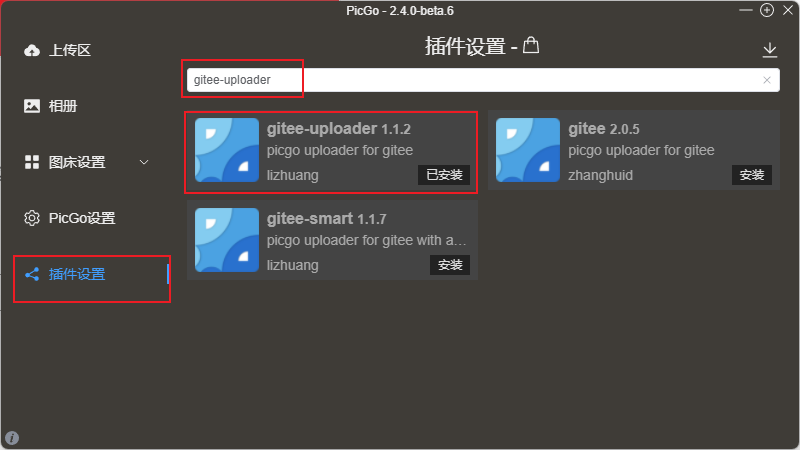 PicGo - 2.4.0-beta.6
上传区
相册
图床设置
PicGo设置
插件设置
插件设置 -
gitee-uploader
gitee-uploader 1.1.2
picgo uploader for gitee
lizhuang
已安装
gitee 2.0.5
picgo uploader for gitee
zhanghuid
安装
gitee-smart 1.1.7
picgo uploader for gitee with a...
lizhuang
安装